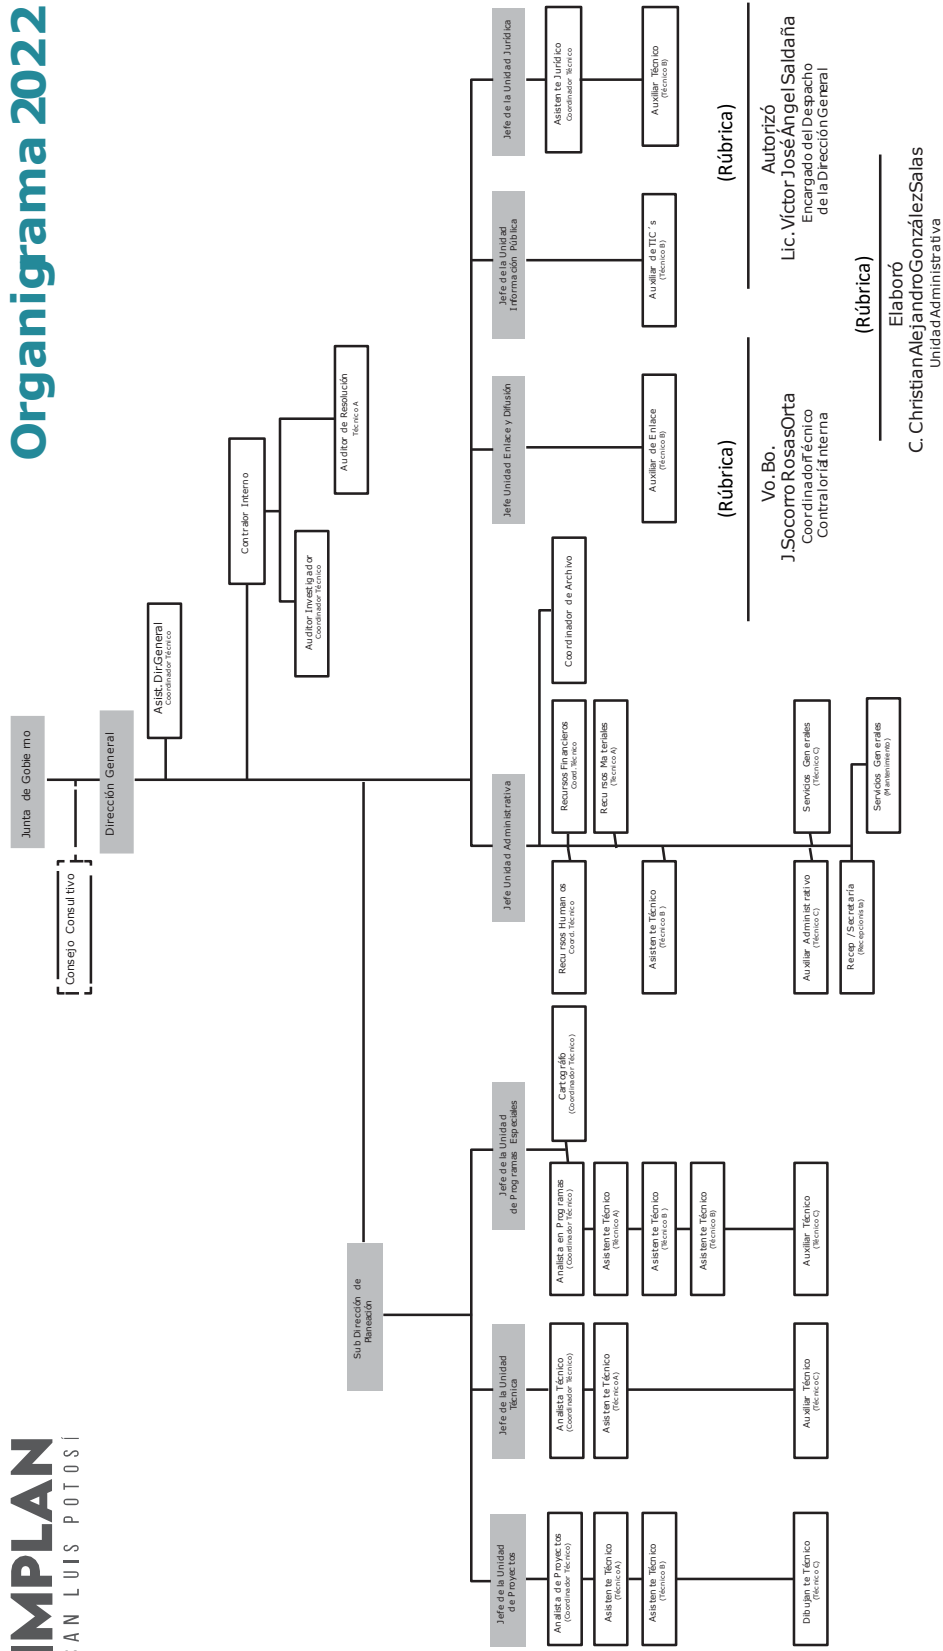 IMPLAN
SAN LUIS POTOSÍ
Organigrama 2022
Junta de Gobierno
Consejo Consultivo
Dirección General
Asist. Dir.General
Coordinador Técnico
Contralor Interno
Auditor Investigador
Coordinador Técnico
Auditor de Resolución
Técnico A
Sub Dirección de
Planeación
Jefe de la Unidad
de Proyectos
Jefe de la Unidad
Técnica
Jefe de la Unidad
de Programas Especiales
Jefe Unidad Administrativa
Jefe Unidad Enlace y Difusión
Jefe de la Unidad
Información Pública
Jefe de la Unidad Jurídica
Analista de Proyectos
(Coordinador Técnico)
Asistente Técnico
(Técnico A)
Asistente Técnico
(Técnico B)
Dibujante Técnico
(Técnico C)
Analista Técnico
(Coordinador Técnico)
Asistente Técnico
(Técnico A)
Auxiliar Técnico
(Técnico C)
Analista en Programas
(Coordinador Técnico)
Cartográfo
(Coordinador Técnico)
Asistente Técnico
(Técnico A)
Asistente Técnico
(Técnico B)
Asistente Técnico
(Técnico B)
Auxiliar Técnico
(Técnico C)
Coordinador de Archivo
Recursos Humanos
Coord. Técnico
Recursos Financieros
Coord. Técnico
Recursos Materiales
(Tecnico A)
Asistente Técnico
(Técnico B)
Auxiliar Administrativo
(Técnico C)
Servicios Generales
(Técnico C)
Recep / Secretaría
(Recepcionista)
Servicios Generales
(Mantenimiento)
Auxiliar de Enlace
(Técnico B)
Auxiliar de TIC´s
(Técnico B)
Asistente Jurídico
Coordinador Técnico
Auxiliar Técnico
(Técnico B)
(Rúbrica)
Vo. Bo.
J.Socorro Rosas Orta
Coordinador Técnico
Contraloría Interna
(Rúbrica)
Autorizó
Lic. Víctor José Ángel Saldaña
Encargado del Despacho
de la Dirección General
(Rúbrica)
Elaboró
C. Christian Alejandro González Salas
Unidad Administrativa